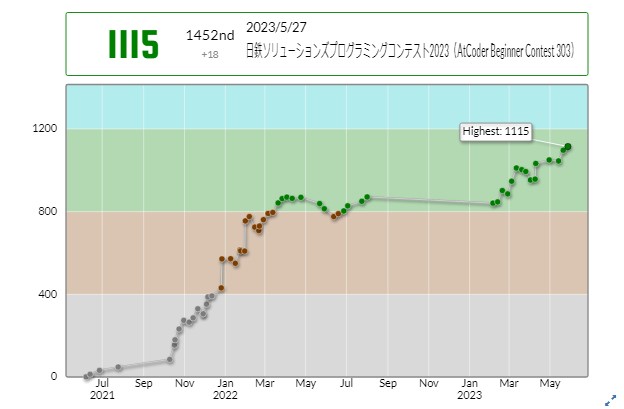 1115
1452nd
+18
2023/5/27
日鉄ソリューションズプログラミングコンテスト2023（AtCoder Beginner Contest 303）
Highest: 1115
1200
800
400
0
Jul Sep Nov Jan Mar May Jul Sep Nov Jan Mar May
2021 2022 2023